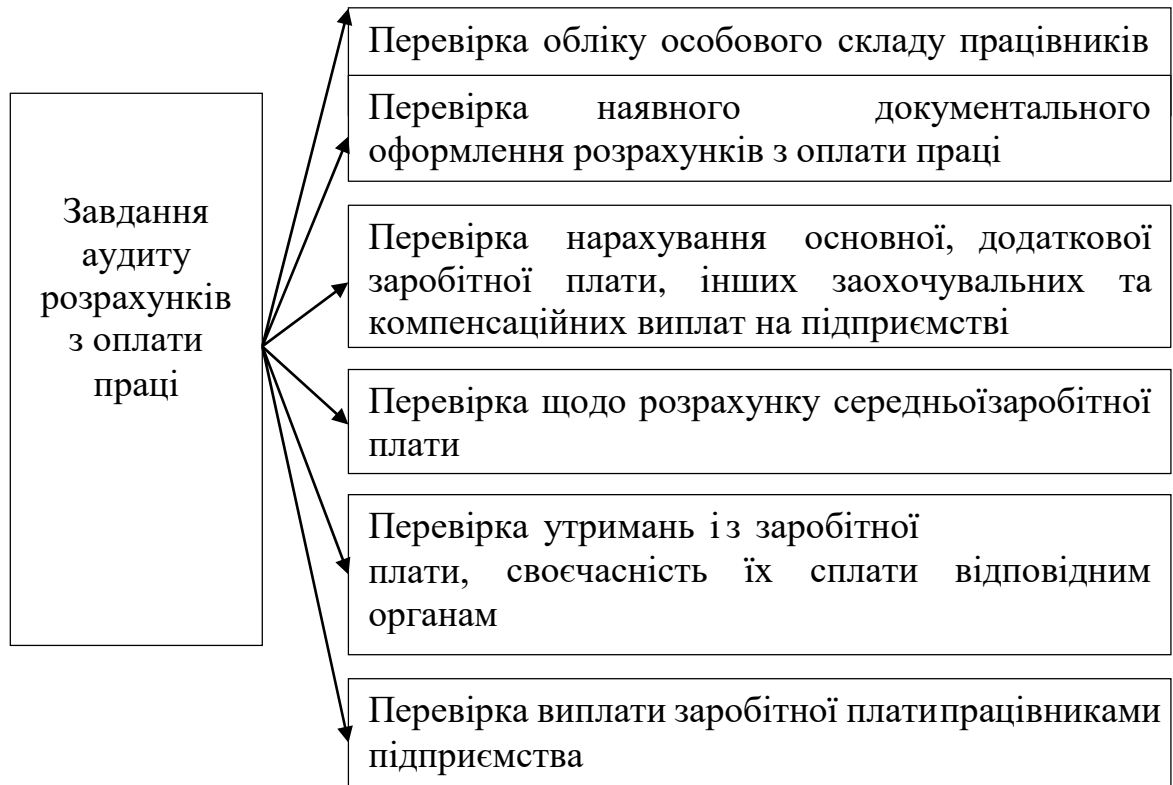 Завдання
аудиту
розрахунків
з оплати
праці
Перевірка обліку особового складу працівників
Перевірка наявного документального
оформлення розрахунків з оплати праці
Перевірка нарахування основної, додаткової
заробітної плати, інших заохочувальних та
компенсаційних виплат на підприємстві
Перевірка щодо розрахунку середньоїзаробітної
плати
Перевірка утримань із заробітної
плати, своєчасність їх сплати відповідним
органам
Перевірка виплати заробітної платипрацівниками
підприємства